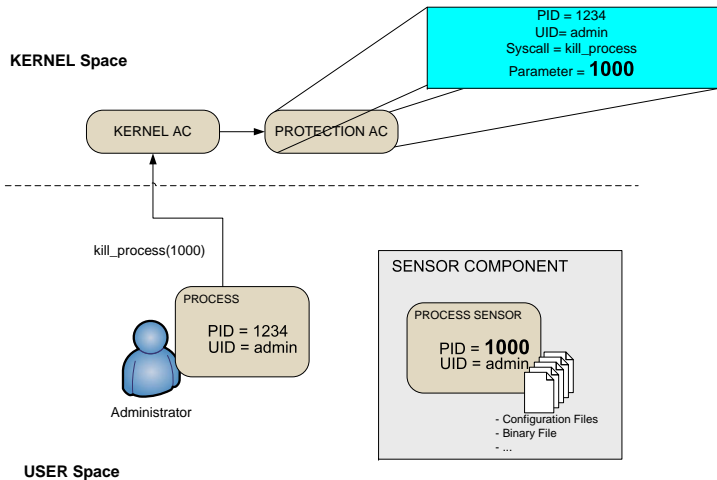 PID = 1234
UID= admin
Syscall = kill_process
Parameter = 1000
KERNEL Space
KERNEL AC
PROTECTION AC
kill_process(1000)
SENSOR COMPONENT
PROCESS
PID = 1234
UID = admin
PROCESS SENSOR
PID = 1000
UID = admin
Administrator
- Configuration Files
- Binary File
- ...
USER Space